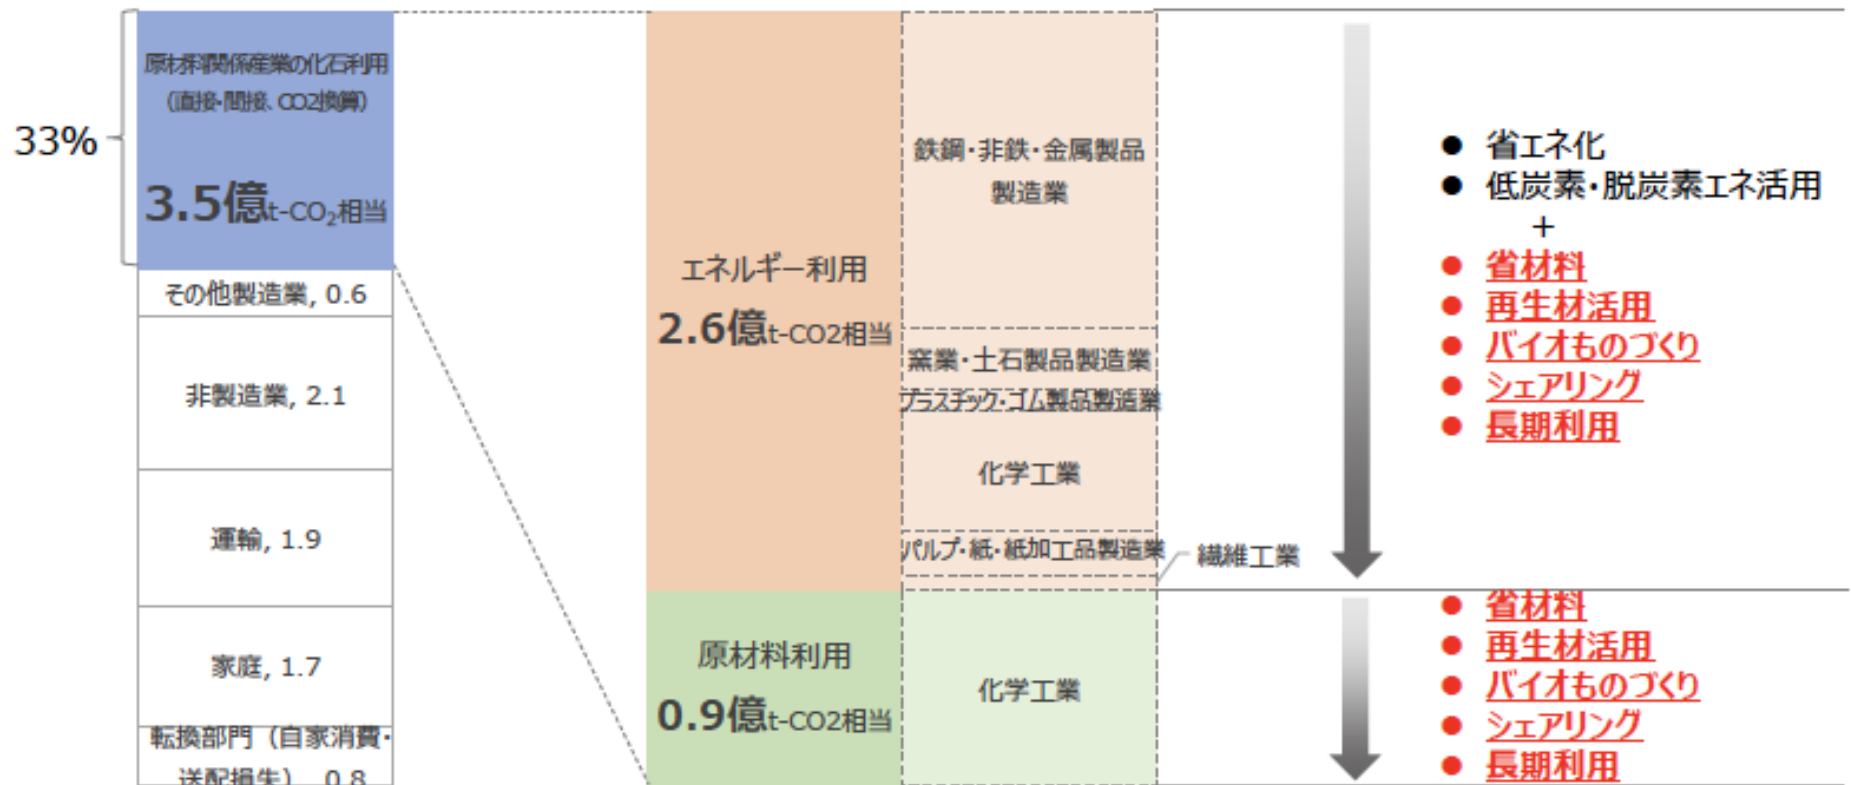 33%
原材料関係産業の化石利用
（直接・間接、CO2換算）
3.5億t-CO₂相当
その他製造業, 0.6
非製造業, 2.1
運輸, 1.9
家庭, 1.7
転換部門（自家消費・
送配損失）, 0.8
エネルギー利用
2.6億t-CO2相当
原材料利用
0.9億t-CO2相当
鉄鋼・非鉄・金属製品
製造業
窯業・土石製品製造業
プラスチック・ゴム製品製造業
化学工業
パルプ・紙・紙加工品製造業
繊維工業
化学工業
● 省エネ化
● 低炭素・脱炭素エネ活用
+
● 省材料
● 再生材活用
● バイオものづくり
● シェアリング
● 長期利用
● 省材料
● 再生材活用
● バイオものづくり
● シェアリング
● 長期利用